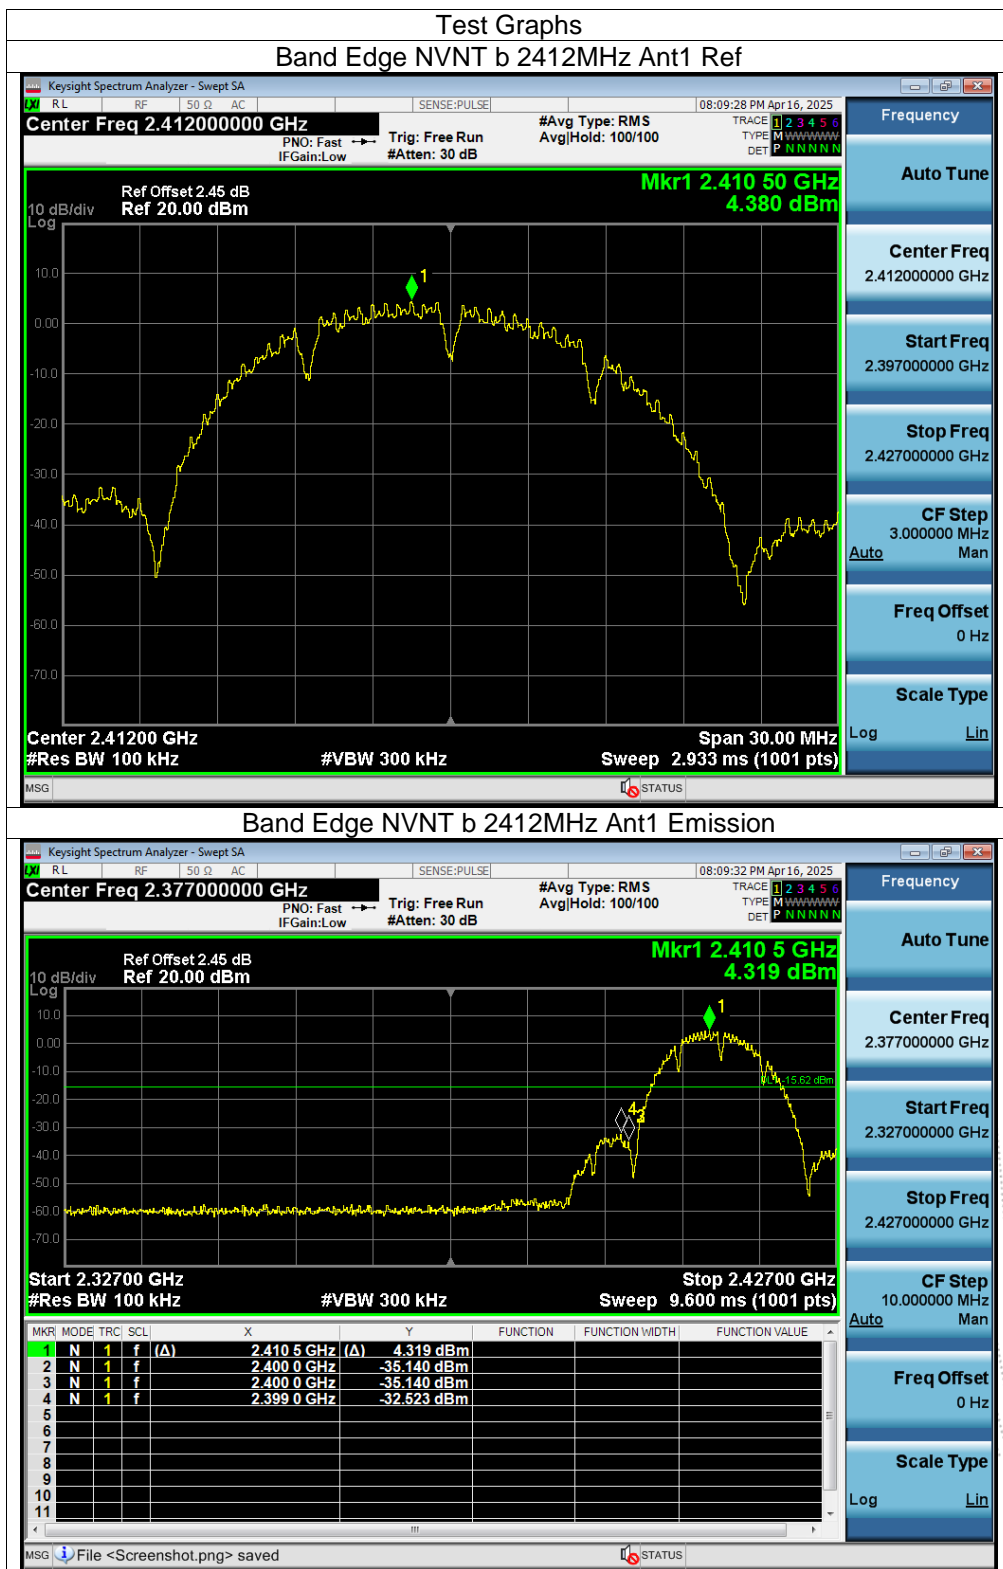 Test Graphs
Band Edge NVNT b 2412MHz Ant1 Ref
Keysight Spectrum Analyzer - Swept SA
LXI RL RF 50 Ω AC SENSE:PULSE 08:09:28 PM Apr 16, 2025
Center Freq 2.412000000 GHz #Avg Type: RMS TRACE 1 2 3 4 5 6
PNO: Fast Trig: Free Run Avg|Hold: 100/100 TYPE M WWWWW
IFGain:Low #Atten: 30 dB DET P N N N N N
Frequency
Auto Tune
Center Freq
2.412000000 GHz
Start Freq
2.397000000 GHz
Stop Freq
2.427000000 GHz
CF Step
3.000000 MHz
Auto Man
Freq Offset
0 Hz
Scale Type
Log Lin
Mkr1 2.410 50 GHz
4.380 dBm
Ref Offset 2.45 dB
10 dB/div Ref 20.00 dBm
Log
10.0
0.00
-10.0
-20.0
-30.0
-40.0
-50.0
-60.0
-70.0
1
Center 2.41200 GHz Span 30.00 MHz
#Res BW 100 kHz #VBW 300 kHz Sweep 2.933 ms (1001 pts)
MSG STATUS
Band Edge NVNT b 2412MHz Ant1 Emission
Keysight Spectrum Analyzer - Swept SA
LXI RL RF 50 Ω AC SENSE:PULSE 08:09:32 PM Apr 16, 2025
Center Freq 2.377000000 GHz #Avg Type: RMS TRACE 1 2 3 4 5 6
PNO: Fast Trig: Free Run Avg|Hold: 100/100 TYPE M WWWWW
IFGain:Low #Atten: 30 dB DET P N N N N N
Frequency
Auto Tune
Center Freq
2.377000000 GHz
Start Freq
2.327000000 GHz
Stop Freq
2.427000000 GHz
CF Step
10.000000 MHz
Auto Man
Freq Offset
0 Hz
Scale Type
Log Lin
Mkr1 2.410 5 GHz
4.319 dBm
Ref Offset 2.45 dB
10 dB/div Ref 20.00 dBm
Log
10.0
0.00
-10.0
-20.0
-30.0
-40.0
-50.0
-60.0
-70.0
1
-15.62 dBm
4
Start 2.32700 GHz Stop 2.42700 GHz
#Res BW 100 kHz #VBW 300 kHz Sweep 9.600 ms (1001 pts)
MKR MODE TRC SCL X Y FUNCTION FUNCTION WIDTH FUNCTION VALUE
1 N 1 f (Δ) 2.410 5 GHz (Δ) 4.319 dBm
2 N 1 f 2.400 0 GHz -35.140 dBm
3 N 1 f 2.400 0 GHz -35.140 dBm
4 N 1 f 2.399 0 GHz -32.523 dBm
5
6
7
8
9
10
11
MSG File <Screenshot.png> saved STATUS